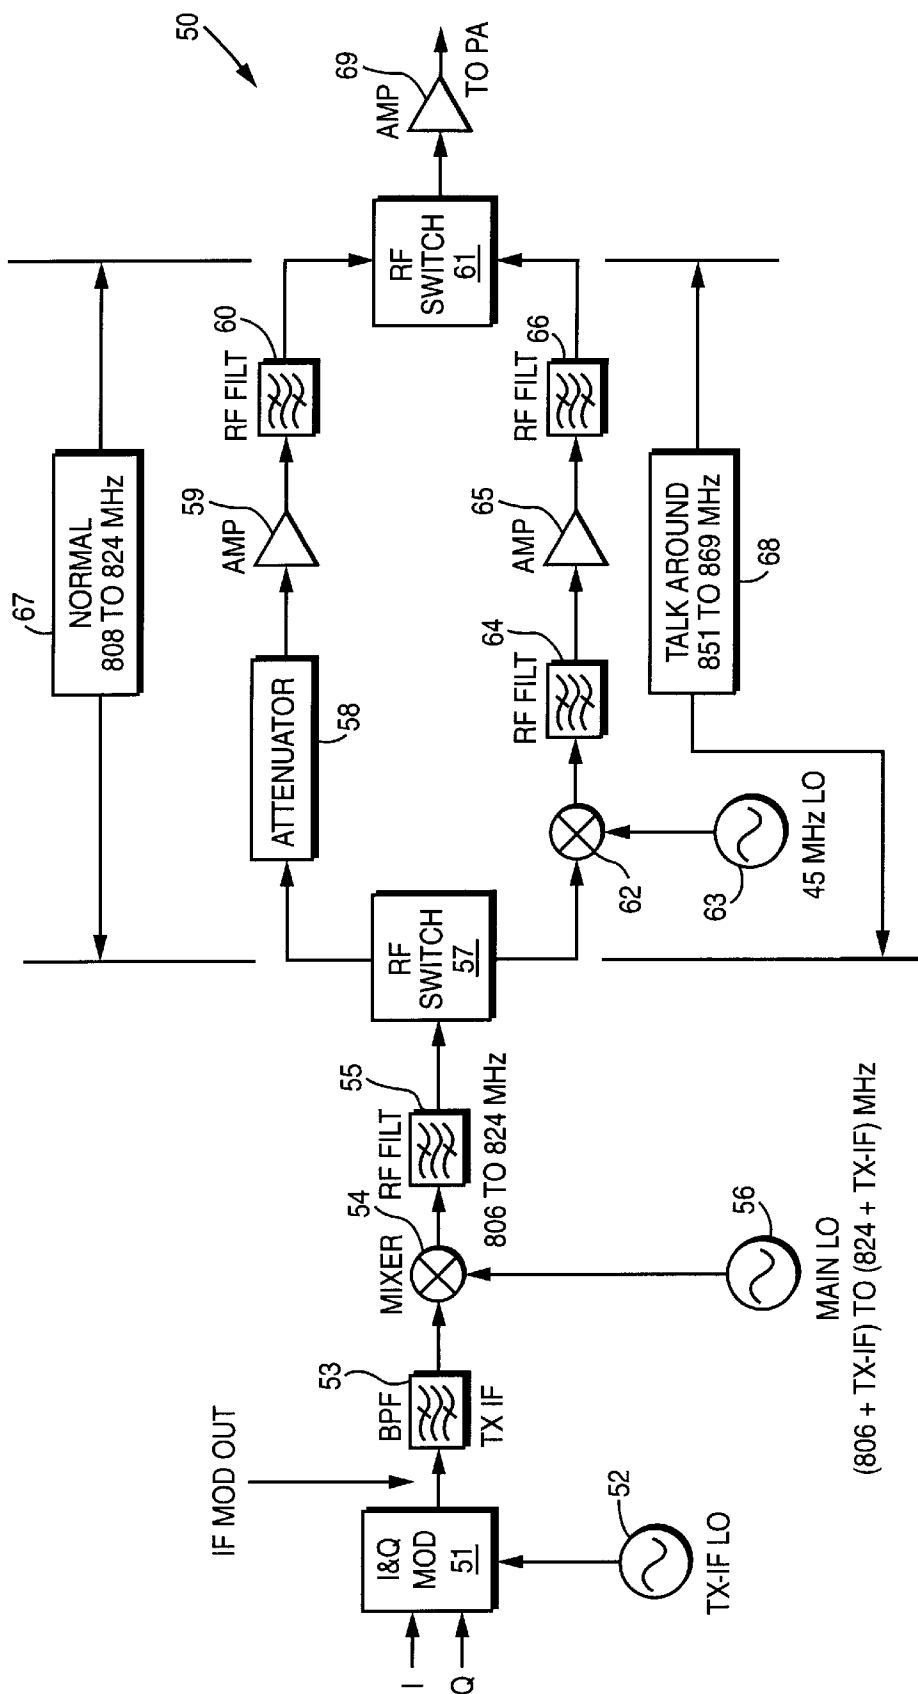 50
67
NORMAL
808 TO 824 MHz
AMP
69
TO PA
RF FILT
60
AMP
59
ATTENUATOR
58
RF
SWITCH
61
RF
SWITCH
57
RF FILT
55
806 TO 824 MHz
MIXER
54
BPF
53
TX IF
IF MOD OUT
I&Q
MOD
51
I
Q
52
TX-IF LO
56
MAIN LO
(806 + TX-IF) TO (824 + TX-IF) MHz
62
63
45 MHz LO
RF FILT
64
AMP
65
RF FILT
66
TALK AROUND
851 TO 869 MHz
68